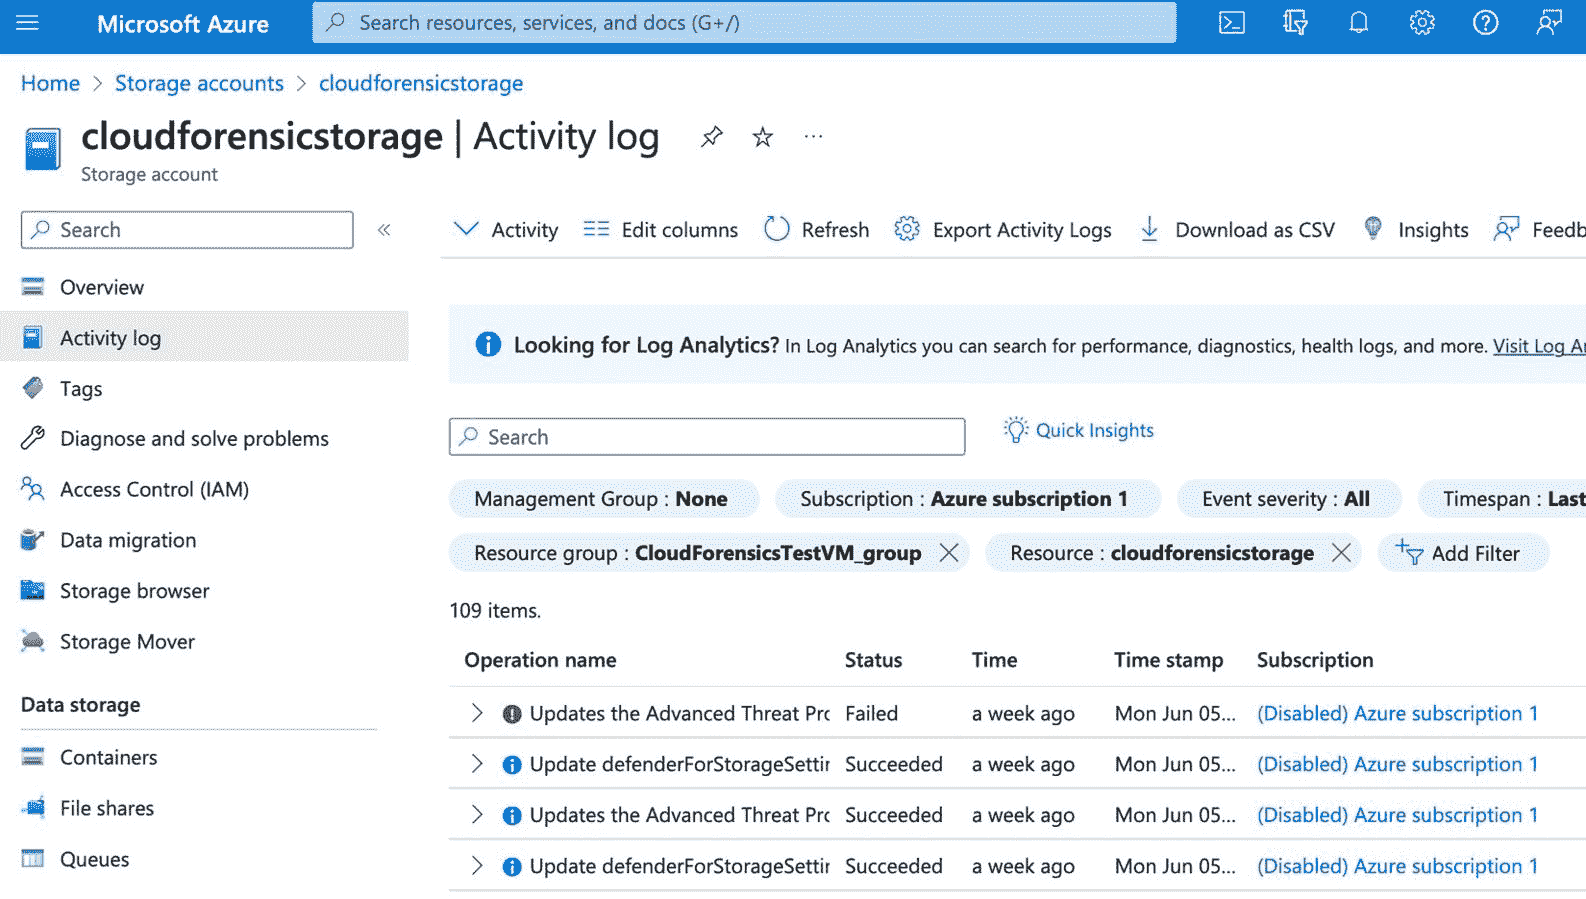 Microsoft Azure
Search resources, services, and docs (G+/)
Home > Storage accounts > cloudforensicstorage
cloudforensicstorage | Activity log
Storage account
Search
Overview
Activity log
Tags
Diagnose and solve problems
Access Control (IAM)
Data migration
Storage browser
Storage Mover
Data storage
Containers
File shares
Queues
Activity Edit columns Refresh Export Activity Logs Download as CSV Insights Feedb
Looking for Log Analytics? In Log Analytics you can search for performance, diagnostics, health logs, and more. Visit Log An
Search
Quick Insights
Management Group : None Subscription : Azure subscription 1 Event severity : All Timespan : Last
Resource group : CloudForensicsTestVM_group Resource : cloudforensicstorage Add Filter
109 items.
Operation name Status Time Time stamp Subscription
Updates the Advanced Threat Pro Failed a week ago Mon Jun 05... (Disabled) Azure subscription 1
Update defenderForStorageSettin Succeeded a week ago Mon Jun 05... (Disabled) Azure subscription 1
Updates the Advanced Threat Pro Succeeded a week ago Mon Jun 05... (Disabled) Azure subscription 1
Update defenderForStorageSettin Succeeded a week ago Mon Jun 05... (Disabled) Azure subscription 1